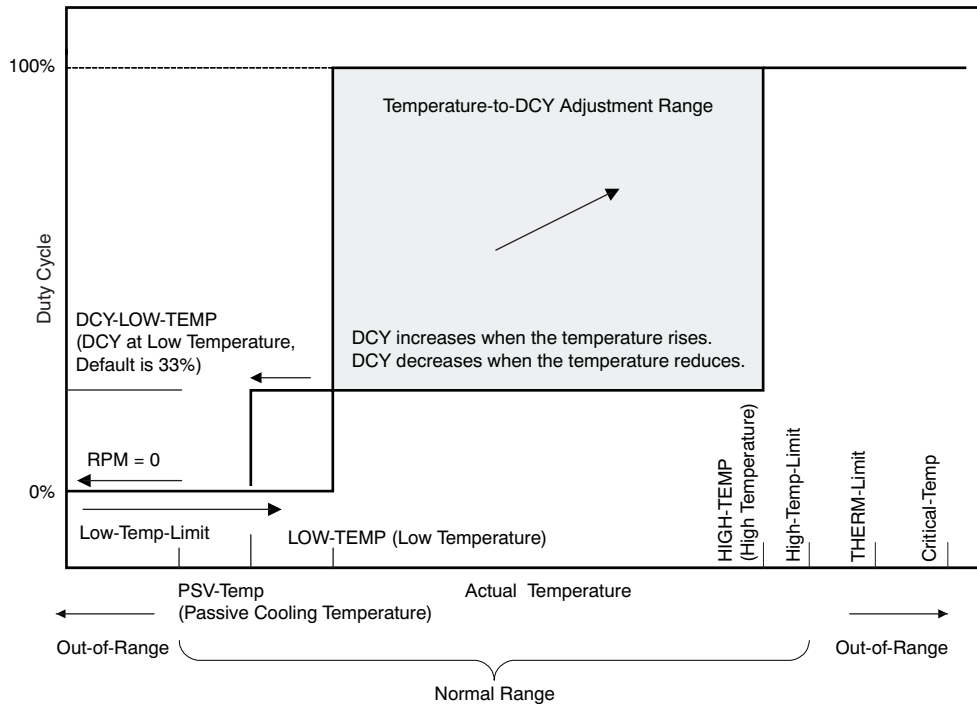 100%
Temperature-to-DCY Adjustment Range
Duty Cycle
DCY-LOW-TEMP
(DCY at Low Temperature,
Default is 33%)
DCY increases when the temperature rises.
DCY decreases when the temperature reduces.
RPM = 0
0%
Low-Temp-Limit
LOW-TEMP (Low Temperature)
HIGH-TEMP
(High Temperature)
High-Temp-Limit
THERM-Limit
Critical-Temp
PSV-Temp
(Passive Cooling Temperature)
Actual Temperature
Out-of-Range
Out-of-Range
Normal Range